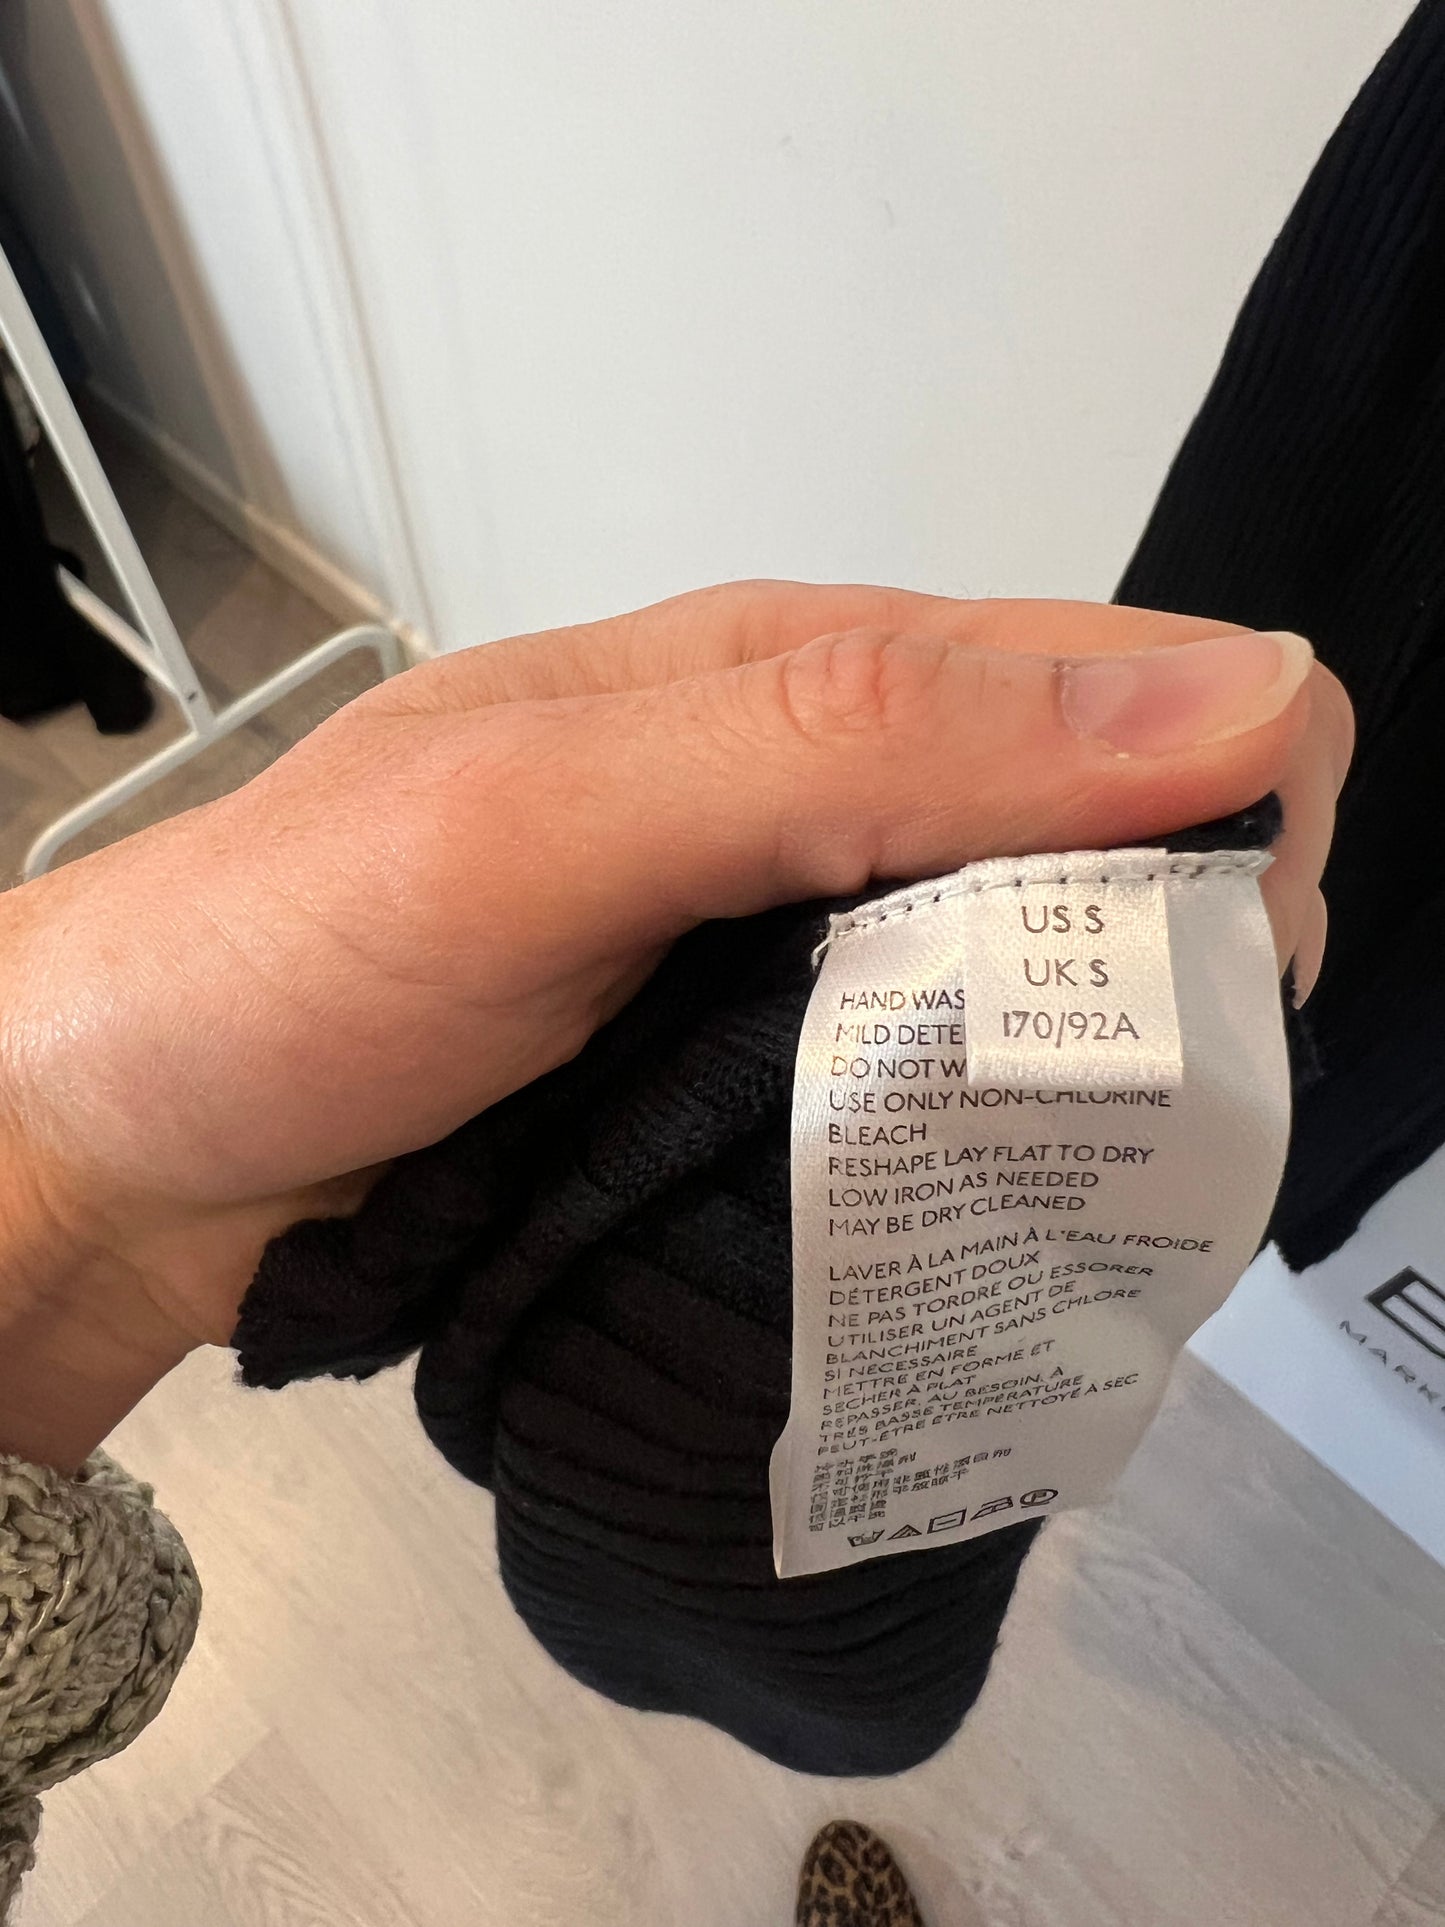 US S
UK S
170/92A
HAND WAS
MILD DETE
DO NOT W
USE ONLY NON-CHLORINE
BLEACH
RESHAPE LAY FLAT TO DRY
LOW IRON AS NEEDED
MAY BE DRY CLEANED
LAVER À LA MAIN À L'EAU FROIDE
DÉTERGENT DOUX
NE PAS TORDRE OU ESSORER
UTILISER UN AGENT DE
BLANCHIMENT SANS CHLORE
SI NÉCESSAIRE
METTRE EN FORME ET
SÉCHER À PLAT
REPASSER, AU BESOIN, À
TRÈS BASSE TEMPÉRATURE
PEUT-ÊTRE ÊTRE NETTOYÉ À SEC
MARK